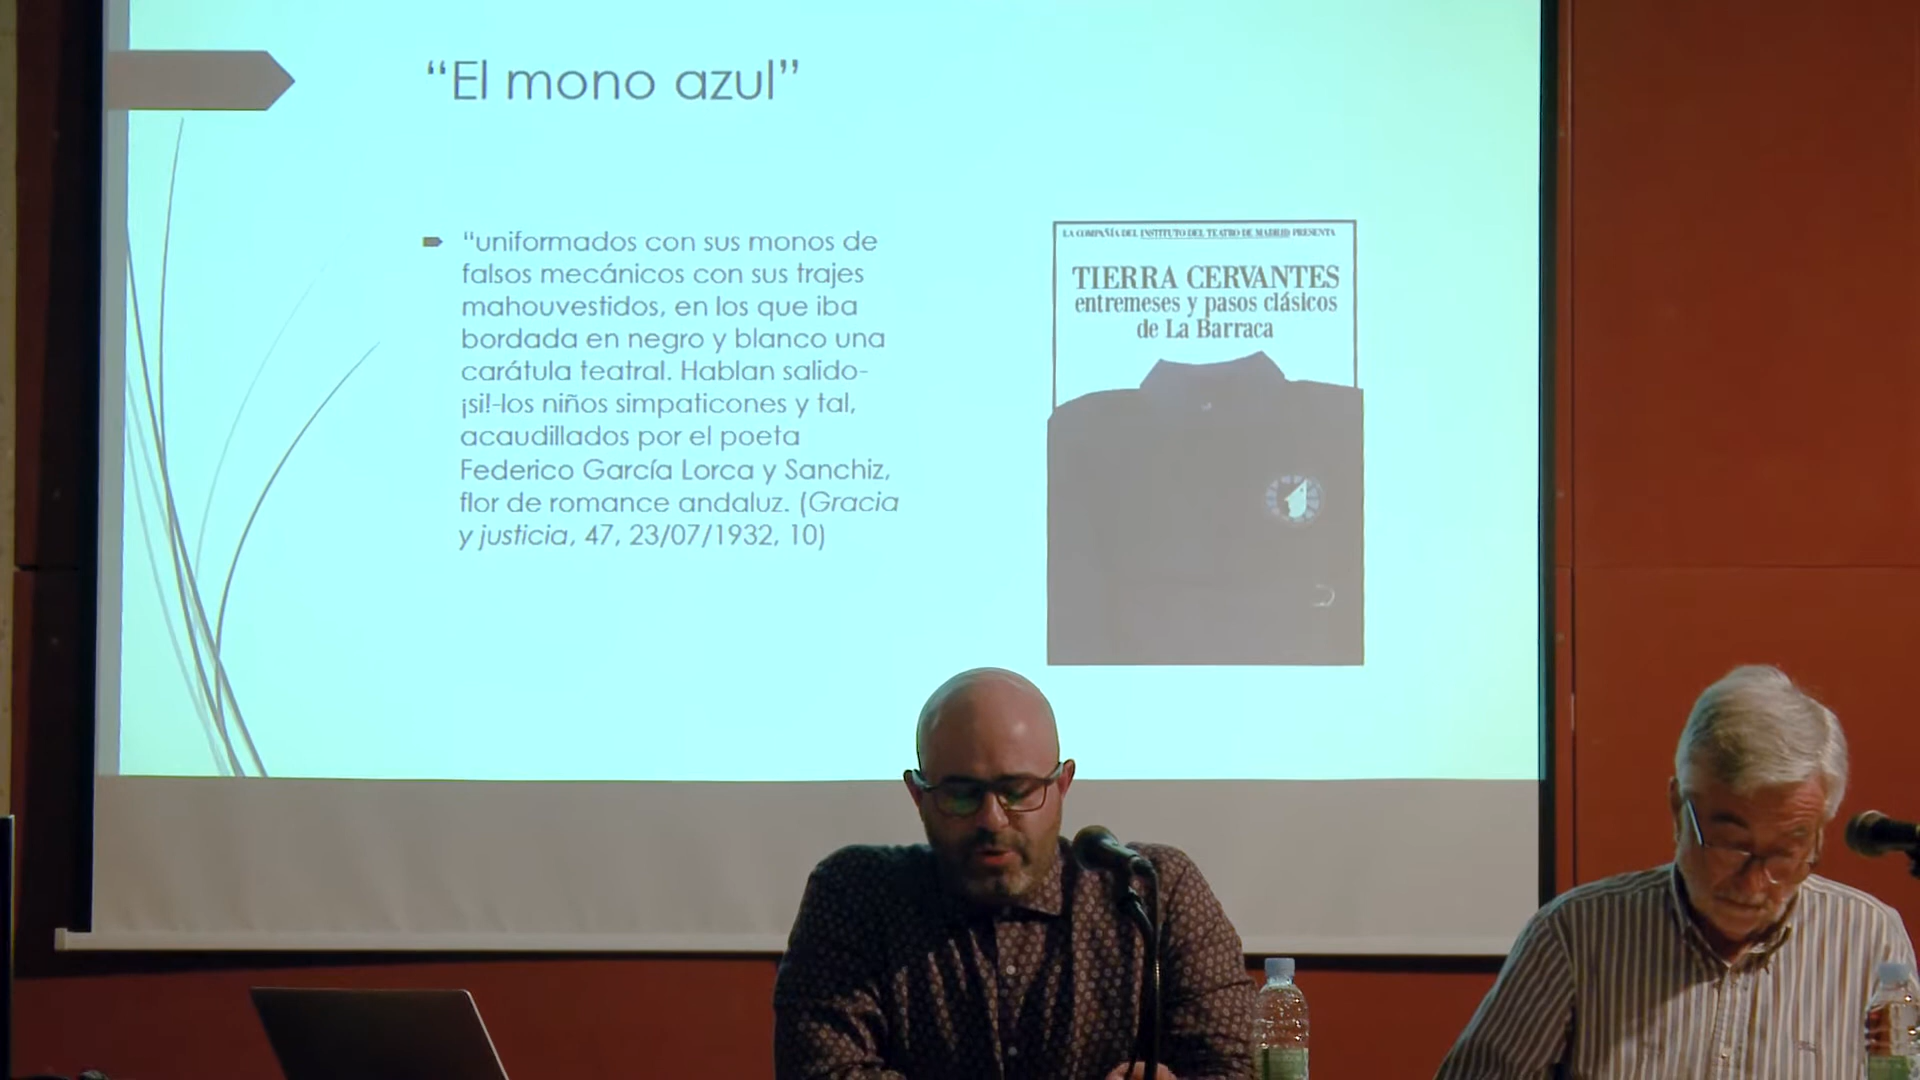 “El mono azul”
“uniformados con sus monos de
falsos mecánicos con sus trajes
mahouvestidos, en los que iba
bordada en negro y blanco una
carátula teatral. Hablan salido-
¡si!-los niños simpaticones y tal,
acaudillados por el poeta
Federico García Lorca y Sanchiz,
flor de romance andaluz. (Gracia
y justicia, 47, 23/07/1932, 10)
LA COMPAÑIA DEL INSTITUTO DEL TEATRO DE MADRID PRESENTA
TIERRA CERVANTES
entremeses y pasos clásicos
de La Barraca